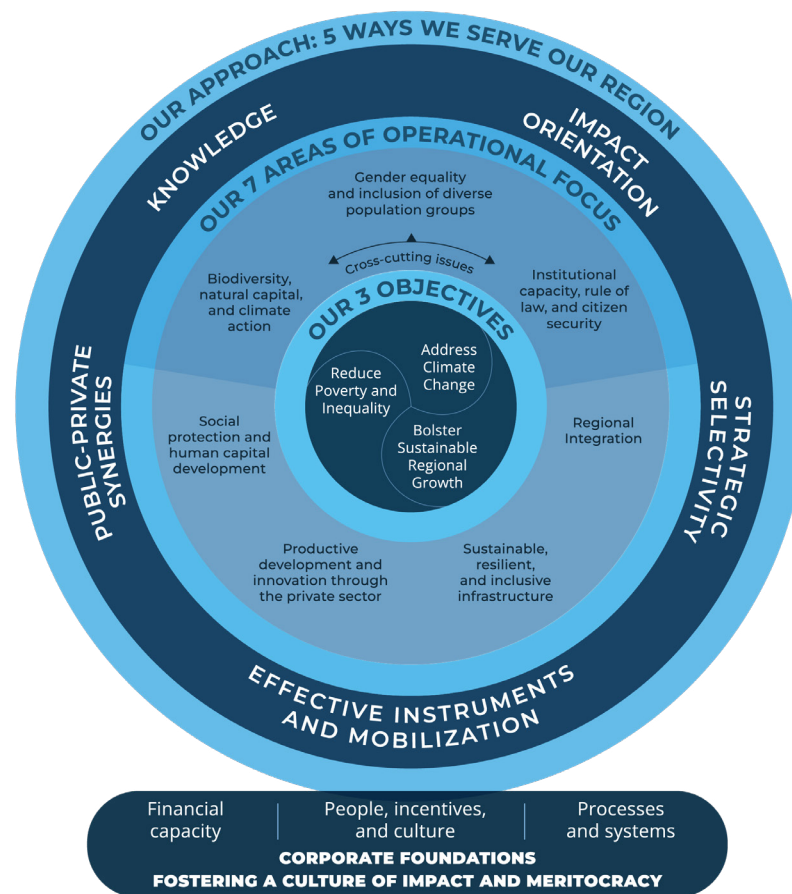 OUR APPROACH: 5 WAYS WE SERVE OUR REGION
KNOWLEDGE
IMPACT
ORIENTATION
OUR 7 AREAS OF OPERATIONAL FOCUS
Gender equality
and inclusion of diverse
population groups
Cross-cutting issues
Biodiversity,
natural capital,
and climate
action
Institutional
capacity, rule of
law, and citizen
security
OUR 3 OBJECTIVES
Reduce
Poverty and
Inequality
Address
Climate
Change
Bolster
Sustainable
Regional
Growth
PUBLIC-PRIVATE
SYNERGIES
STRATEGIC
SELECTIVITY
Social
protection and
human capital
development
Regional
Integration
Productive
development and
innovation through
the private sector
Sustainable,
resilient,
and inclusive
infrastructure
EFFECTIVE INSTRUMENTS
AND MOBILIZATION
Financial
capacity
People, incentives,
and culture
Processes
and systems
CORPORATE FOUNDATIONS
FOSTERING A CULTURE OF IMPACT AND MERITOCRACY